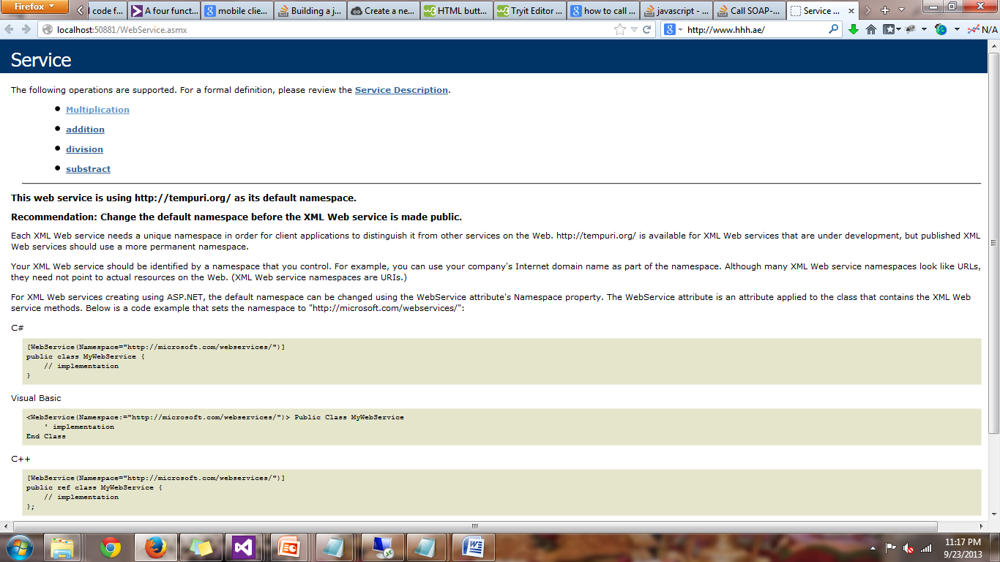 Firefox
l code f...
A four funct...
mobile clie...
Building a j...
Create a ne...
HTML butt...
Tryit Editor ...
how to call ...
javascript - ...
Call SOAP-...
Service ...
localhost:50881/WebService.asmx
http://www.hhh.ae/
N/A
Service
The following operations are supported. For a formal definition, please review the Service Description.
Multiplication
addition
division
substract
This web service is using http://tempuri.org/ as its default namespace.
Recommendation: Change the default namespace before the XML Web service is made public.
Each XML Web service needs a unique namespace in order for client applications to distinguish it from other services on the Web. http://tempuri.org/ is available for XML Web services that are under development, but published XML
Web services should use a more permanent namespace.
Your XML Web service should be identified by a namespace that you control. For example, you can use your company's Internet domain name as part of the namespace. Although many XML Web service namespaces look like URLs,
they need not point to actual resources on the Web. (XML Web service namespaces are URIs.)
For XML Web services creating using ASP.NET, the default namespace can be changed using the WebService attribute's Namespace property. The WebService attribute is an attribute applied to the class that contains the XML Web
service methods. Below is a code example that sets the namespace to "http://microsoft.com/webservices/":
C#
[WebService(Namespace="http://microsoft.com/webservices/")]
public class MyWebService {
    // implementation
}
Visual Basic
<WebService(Namespace:="http://microsoft.com/webservices/")> Public Class MyWebService
    ' implementation
End Class
C++
[WebService(Namespace="http://microsoft.com/webservices/")]
public ref class MyWebService {
    // implementation
};
11:17 PM
9/23/2013